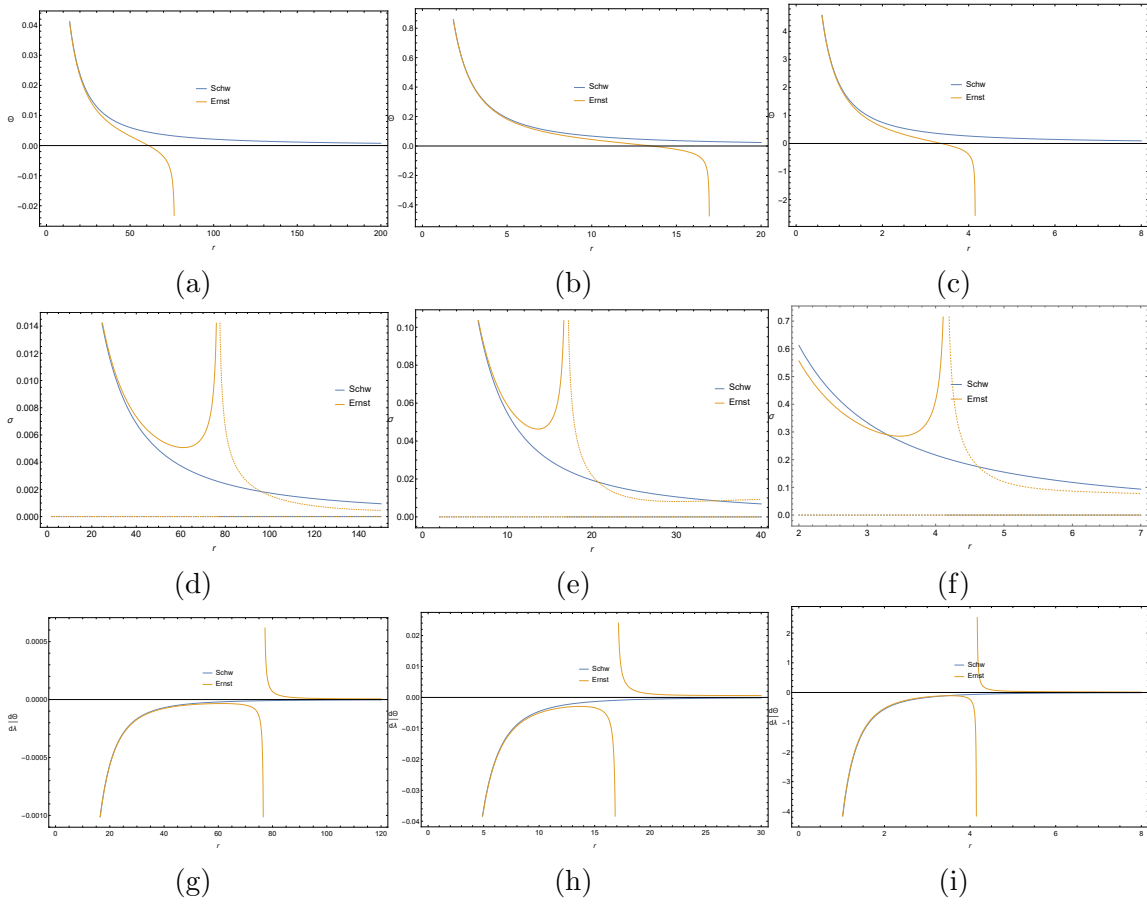 0.04
0.03
0.02
0.01
0.00
-0.01
-0.02
Θ
Schw
Ernst
0 50 100 150 200
r
(a)
0.8
0.6
0.4
0.2
0.0
-0.2
-0.4
Θ
Schw
Ernst
0 5 10 15 20
r
(b)
4
3
2
1
0
-1
-2
Θ
Schw
Ernst
0 2 4 6 8
r
(c)
0.014
0.012
0.010
0.008
0.006
0.004
0.002
0.000
σ
Schw
Ernst
0 20 40 60 80 100 120 140
r
(d)
0.10
0.08
0.06
0.04
0.02
0.00
σ
Schw
Ernst
0 10 20 30 40
r
(e)
0.7
0.6
0.5
0.4
0.3
0.2
0.1
0.0
σ
Schw
Ernst
2 3 4 5 6 7
r
(f)
0.0005
0.0000
-0.0005
-0.0010
dΘ
dλ
Schw
Ernst
0 20 40 60 80 100 120
r
(g)
0.02
0.01
0.00
-0.01
-0.02
-0.03
-0.04
dΘ
dλ
Schw
Ernst
0 5 10 15 20 25 30
r
(h)
2
1
0
-1
-2
-3
-4
dΘ
dλ
Schw
Ernst
0 2 4 6 8
r
(i)